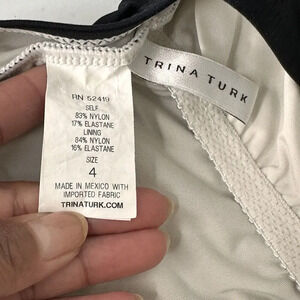 TRINA TURK
RN 52419
SELF
83% NYLON
17% ELASTANE
LINING
84% NYLON
16% ELASTANE
SIZE
4
MADE IN MEXICO WITH
IMPORTED FABRIC
TRINATURK.COM